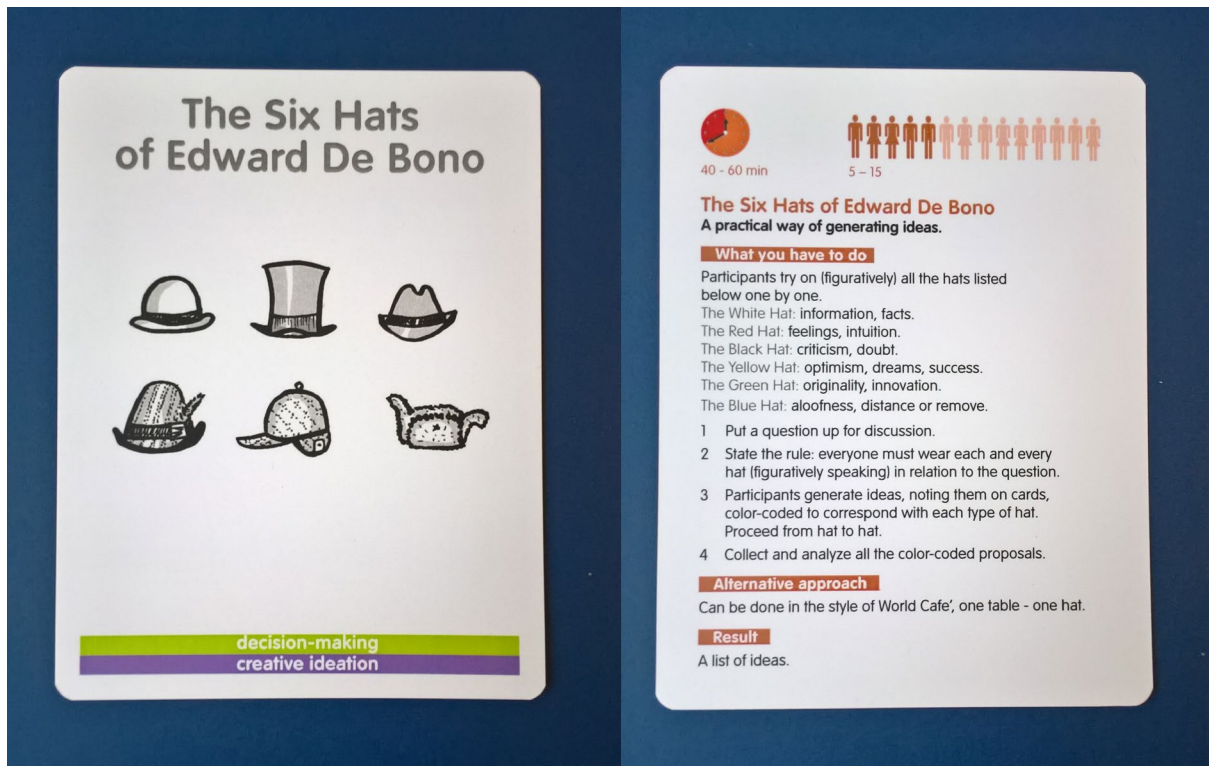 The Six Hats
of Edward De Bono
decision-making
creative ideation
40 - 60 min
5 – 15
The Six Hats of Edward De Bono
A practical way of generating ideas.
What you have to do
Participants try on (figuratively) all the hats listed
below one by one.
The White Hat: information, facts.
The Red Hat: feelings, intuition.
The Black Hat: criticism, doubt.
The Yellow Hat: optimism, dreams, success.
The Green Hat: originality, innovation.
The Blue Hat: aloofness, distance or remove.
1 Put a question up for discussion.
2 State the rule: everyone must wear each and every
hat (figuratively speaking) in relation to the question.
3 Participants generate ideas, noting them on cards,
color-coded to correspond with each type of hat.
Proceed from hat to hat.
4 Collect and analyze all the color-coded proposals.
Alternative approach
Can be done in the style of World Cafe’, one table - one hat.
Result
A list of ideas.